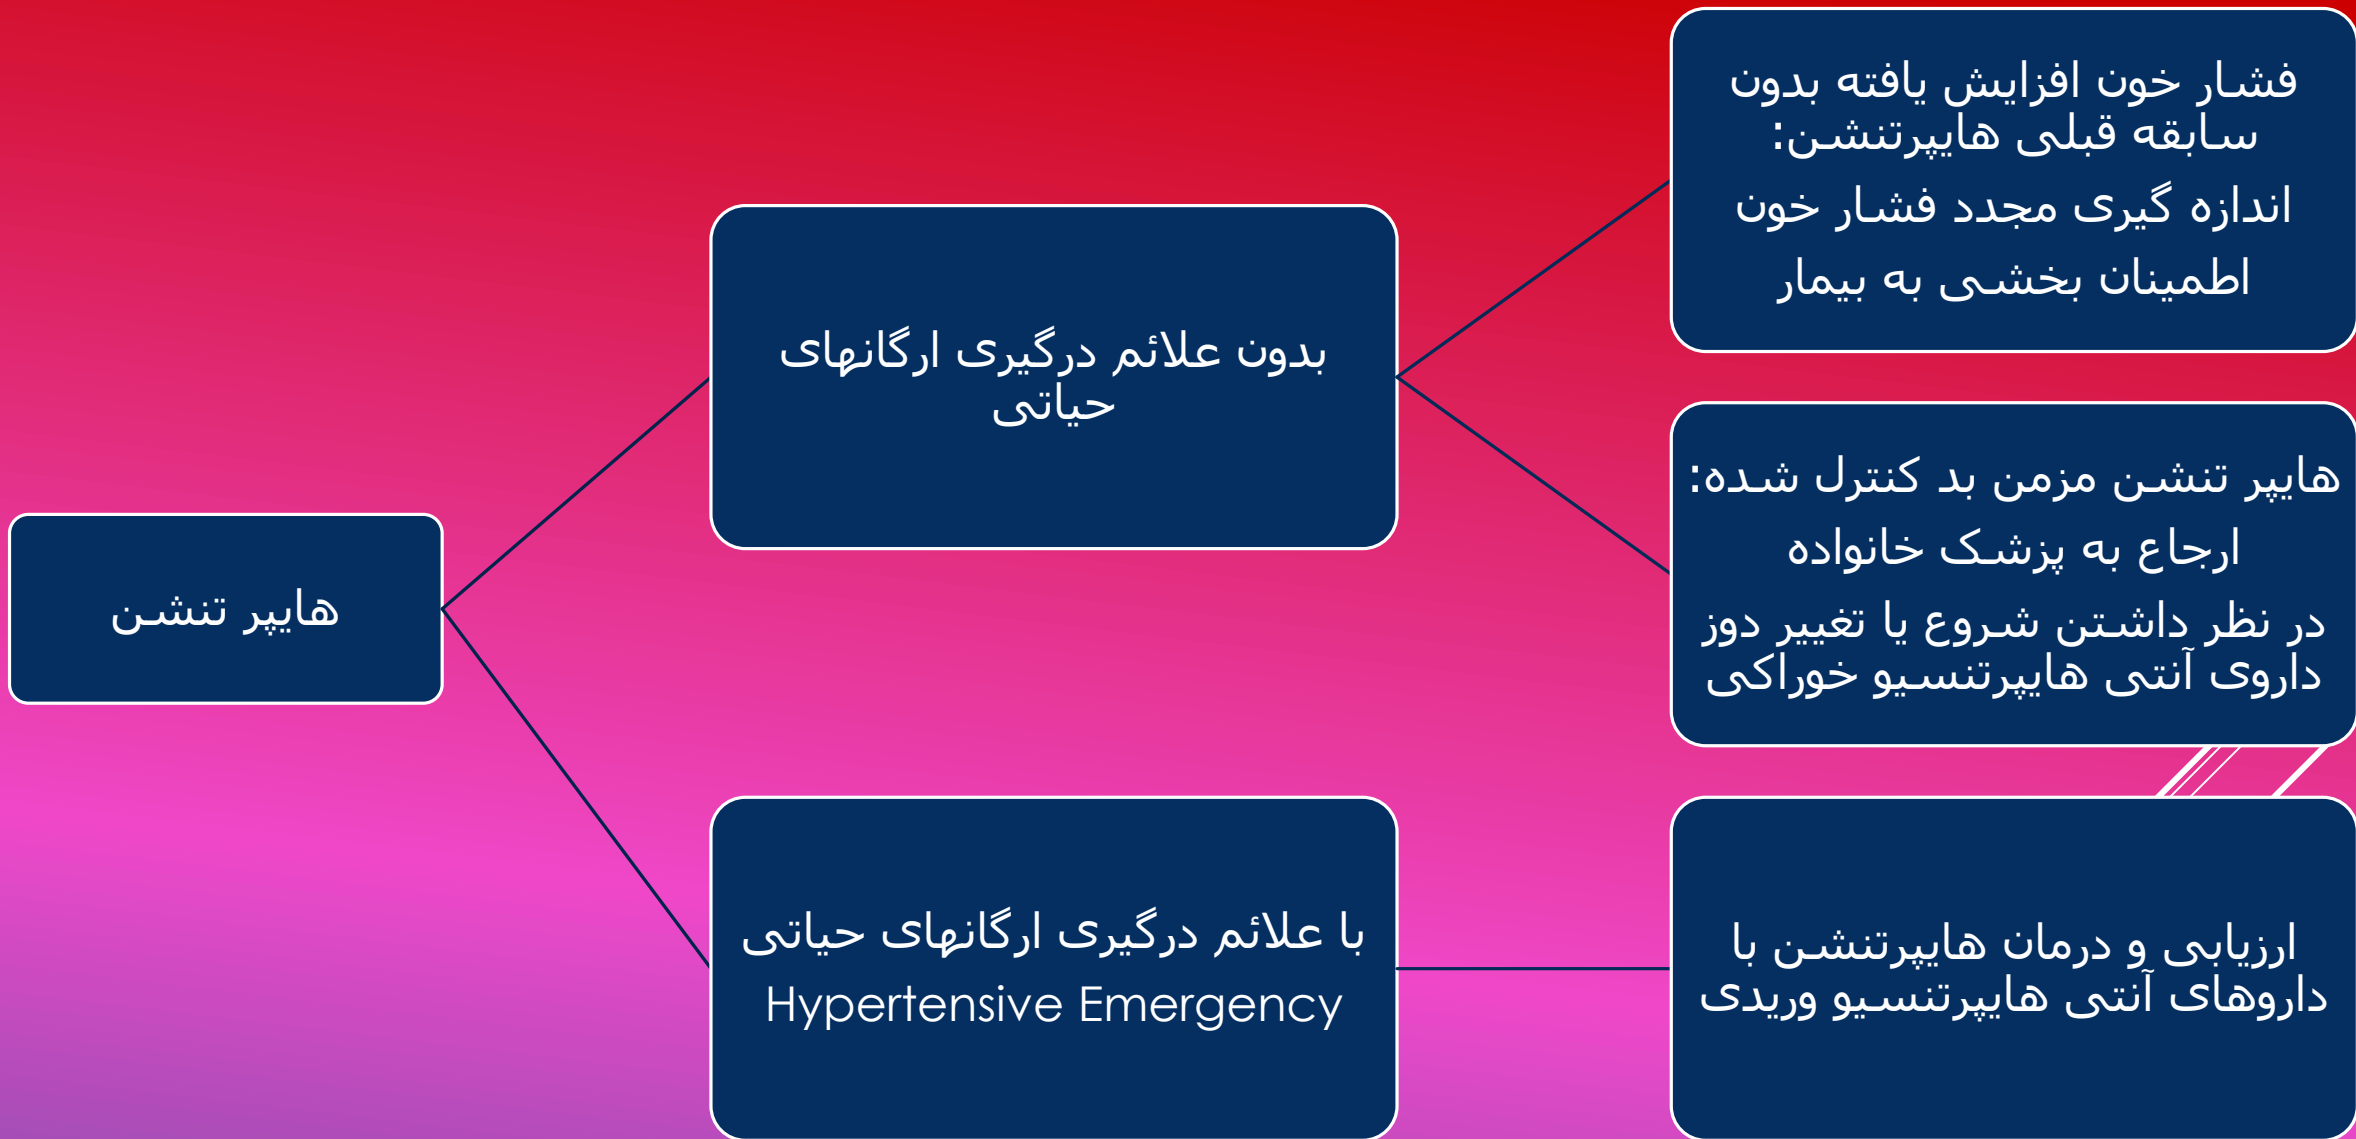 هایپر تنشن
بدون علائم درگیری ارگانهای
حیاتی
فشار خون افزایش یافته بدون
سابقه قبلی هایپرتنشن:
اندازه گیری مجدد فشار خون
اطمینان بخشی به بیمار
هایپر تنشن مزمن بد کنترل شده:
ارجاع به پزشک خانواده
در نظر داشتن شروع یا تغییر دوز
داروی آنتی هایپرتنسیو خوراکی
با علائم درگیری ارگانهای حیاتی
Hypertensive Emergency
ارزیابی و درمان هایپرتنشن با
داروهای آنتی هایپرتنسیو وریدی